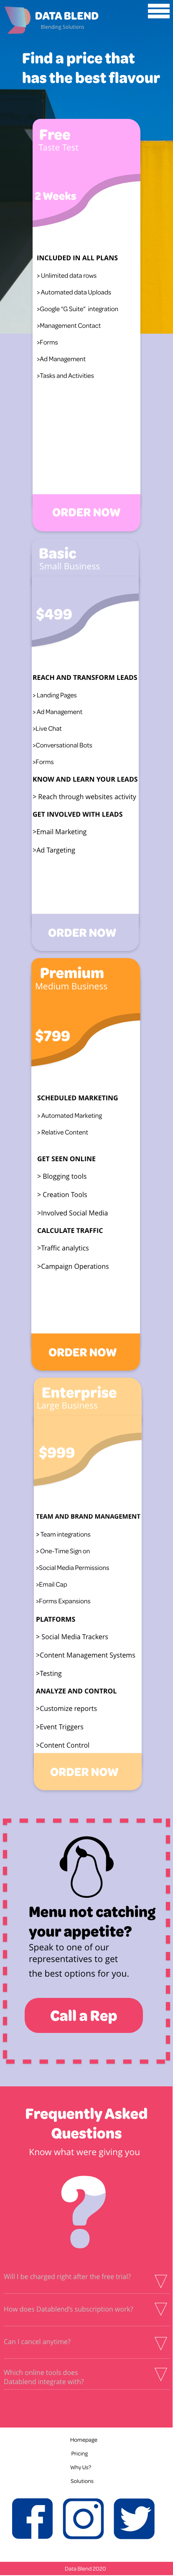 DATA BLEND
Blending Solutions
Find a price that
has the best flavour
Free
Taste Test
2 Weeks
INCLUDED IN ALL PLANS
> Unlimited data rows
> Automated data Uploads
>Google "G Suite" integration
>Management Contact
>Forms
>Ad Management
>Tasks and Activities
ORDER NOW
Basic
Small Business
$499
REACH AND TRANSFORM LEADS
> Landing Pages
> Ad Management
>Live Chat
>Conversational Bots
>Forms
KNOW AND LEARN YOUR LEADS
> Reach through websites activity
GET INVOLVED WITH LEADS
>Email Marketing
>Ad Targeting
ORDER NOW
Premium
Medium Business
$799
SCHEDULED MARKETING
> Automated Marketing
> Relative Content
GET SEEN ONLINE
> Blogging tools
> Creation Tools
>Involved Social Media
CALCULATE TRAFFIC
>Traffic analytics
>Campaign Operations
ORDER NOW
Enterprise
Large Business
$999
TEAM AND BRAND MANAGEMENT
> Team integrations
> One-Time Sign on
>Social Media Permissions
>Email Cap
>Forms Expansions
PLATFORMS
> Social Media Trackers
>Content Management Systems
>Testing
ANALYZE AND CONTROL
>Customize reports
>Event Triggers
>Content Control
ORDER NOW
Menu not catching
your appetite?
Speak to one of our
representatives to get
the best options for you.
Call a Rep
Frequently Asked
Questions
Know what were giving you
?
Will I be charged right after the free trial?
How does Datablend's subscription work?
Can I cancel anytime?
Which online tools does
Datablend integrate with?
Homepage
Pricing
Why Us?
Solutions
Data Blend 2020